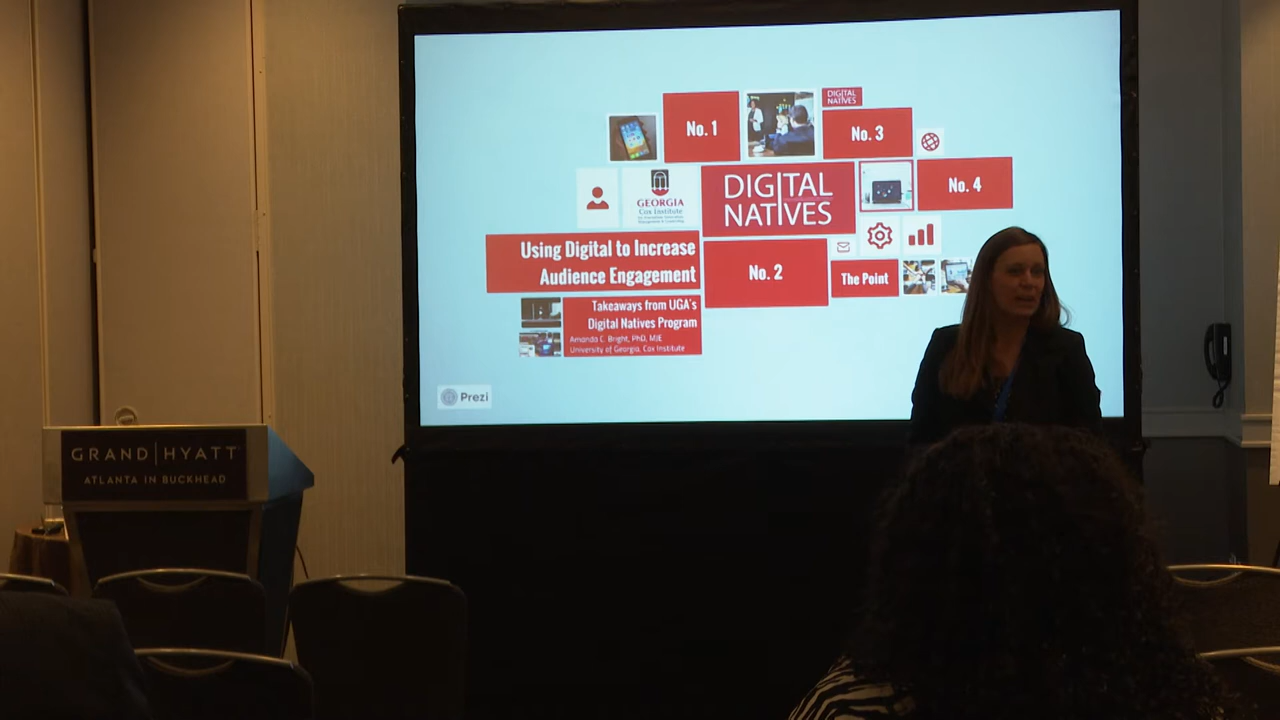 DIGITAL
NATIVES
No. 1
No. 3
No. 4
GEORGIA
Cox Institute
DIGITAL
NATIVES
Using Digital to Increase
Audience Engagement
No. 2
The Point
Takeaways from UGA's
Digital Natives Program
Amanda C. Bright, PhD, MJE
University of Georgia, Cox Institute
Prezi
GRAND HYATT
ATLANTA IN BUCKHEAD